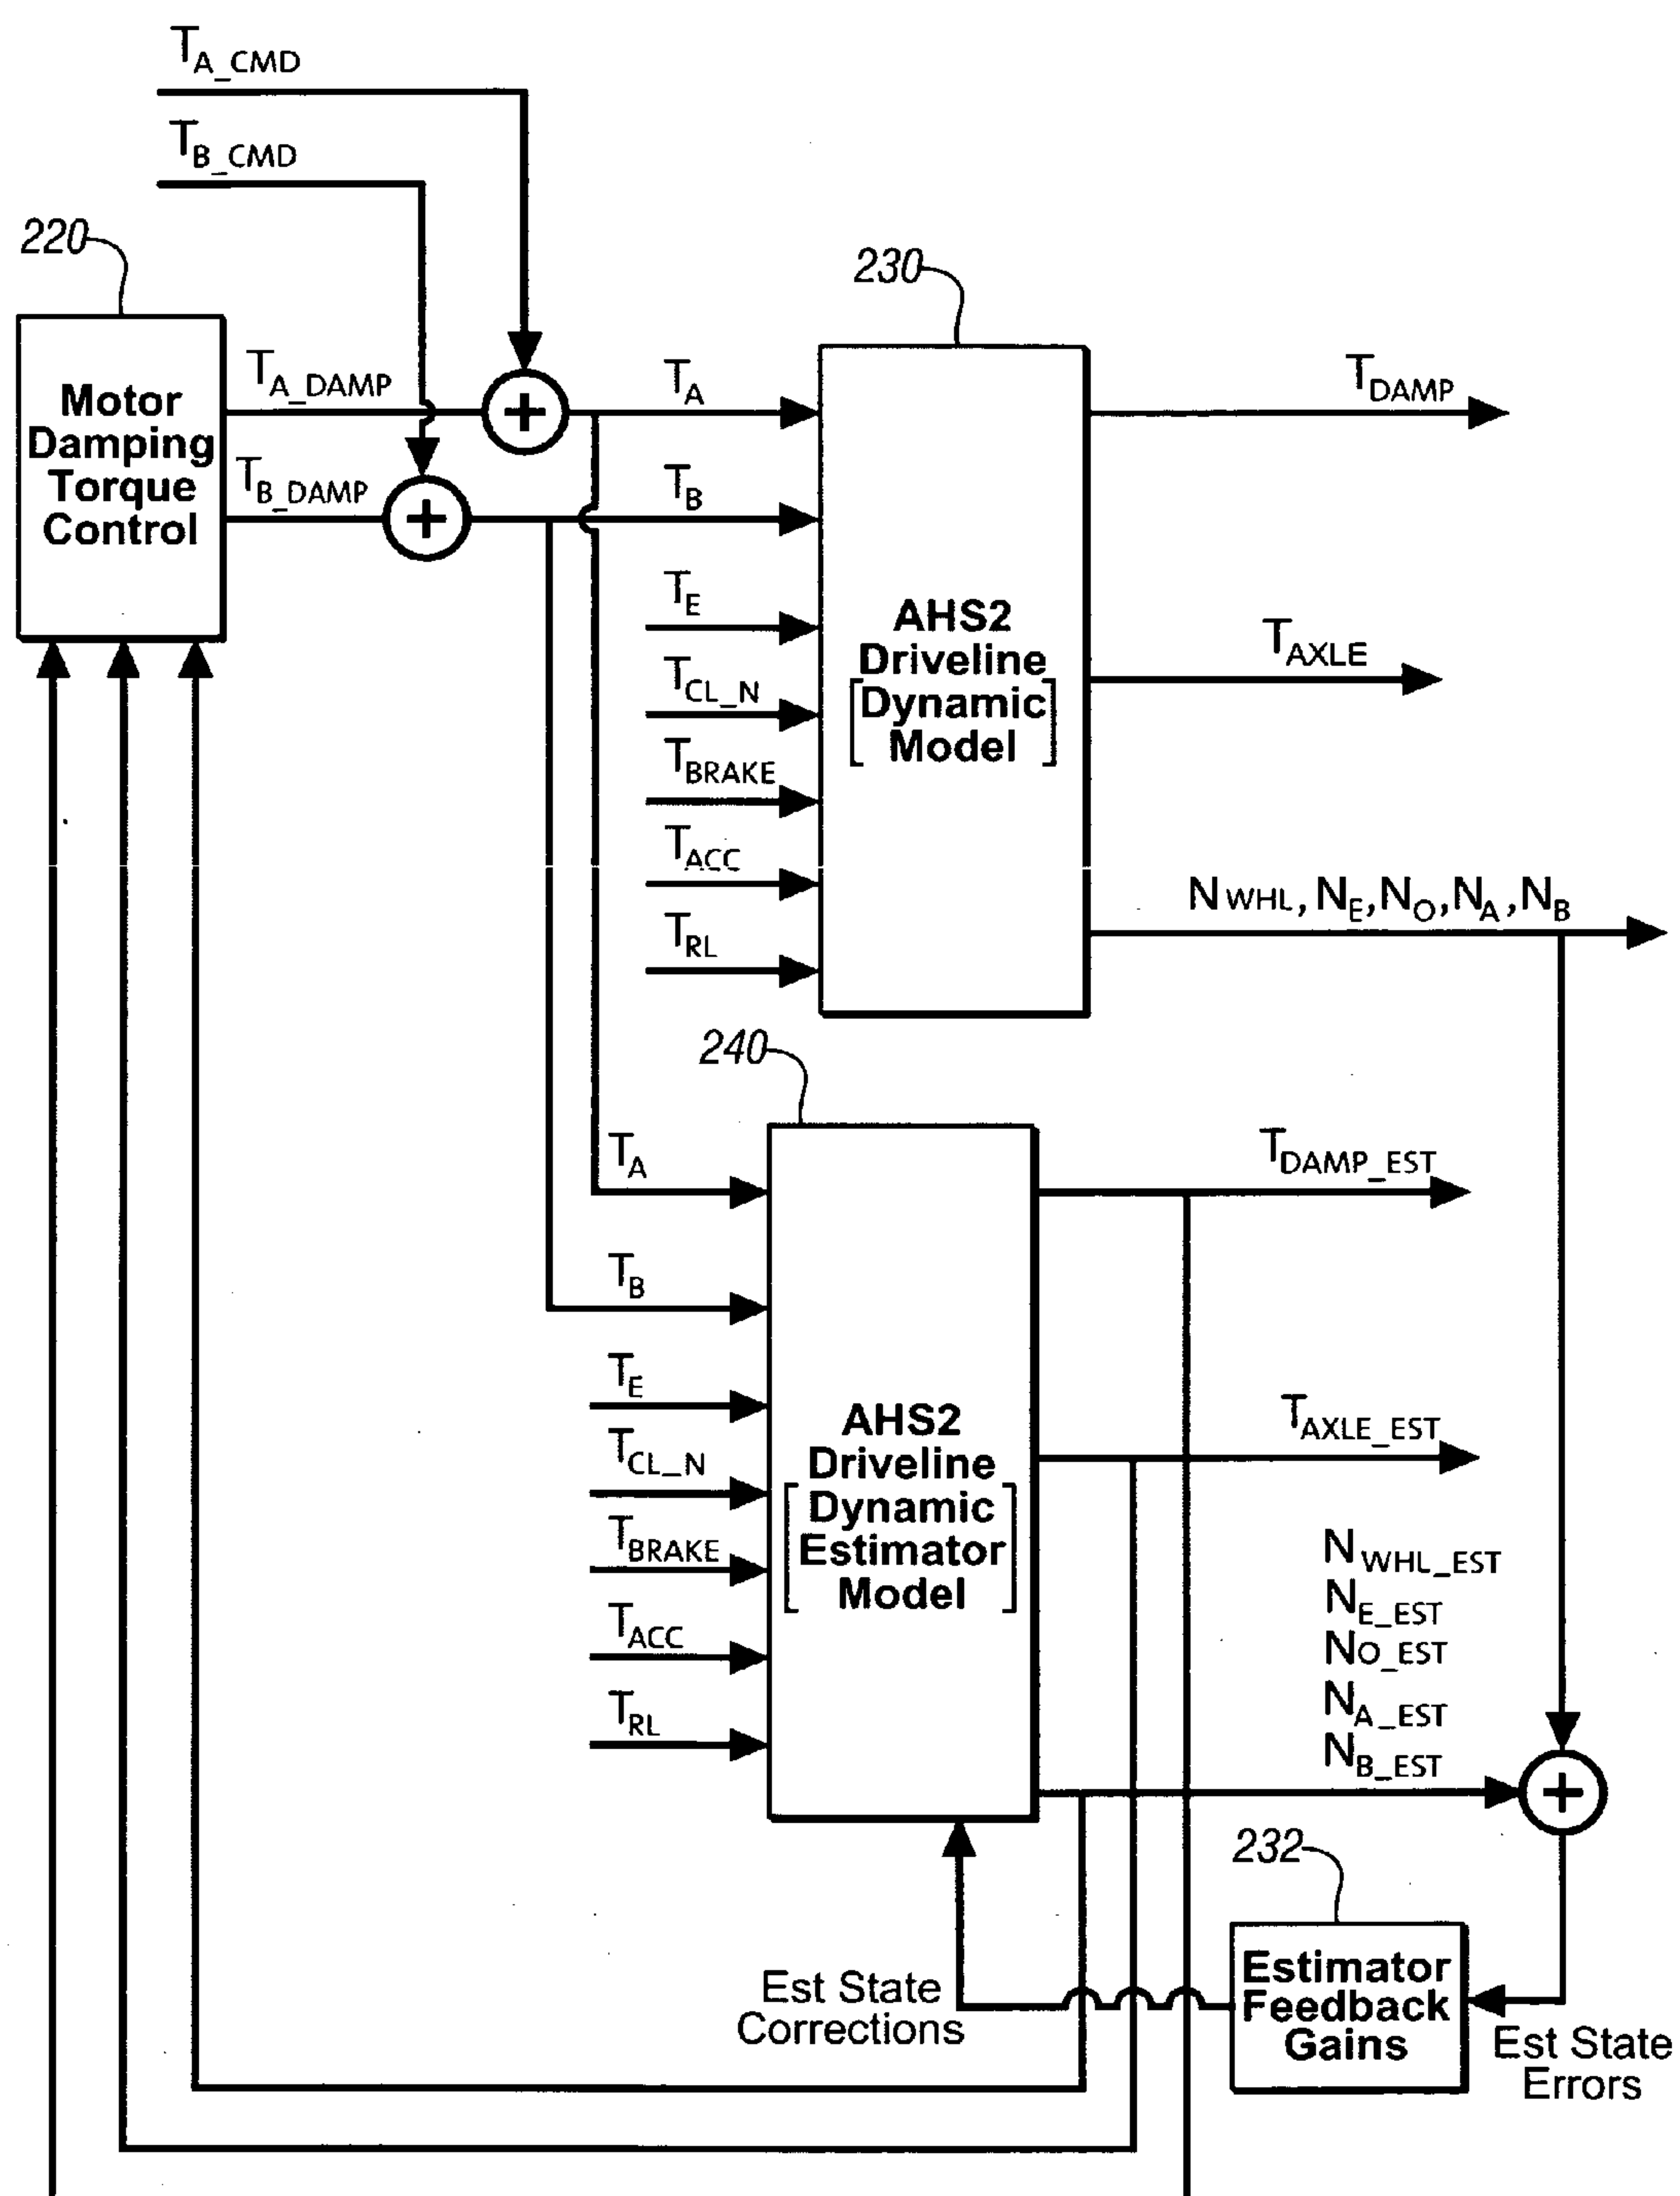 T_A_CMD
T_B_CMD
220
230
Motor
Damping
Torque
Control
T_A_DAMP
T_B_DAMP
+
+
T_A
T_B
T_E
T_CL_N
T_BRAKE
T_ACC
T_RL
AHS2
Driveline
[Dynamic
Model]
T_DAMP
T_AXLE
N_WHL, N_E, N_O, N_A, N_B
240
T_A
T_B
T_E
T_CL_N
T_BRAKE
T_ACC
T_RL
AHS2
Driveline
[Dynamic
Estimator
Model]
T_DAMP_EST
T_AXLE_EST
N_WHL_EST
N_E_EST
N_O_EST
N_A_EST
N_B_EST
+
232
Estimator
Feedback
Gains
Est State
Corrections
Est State
Errors